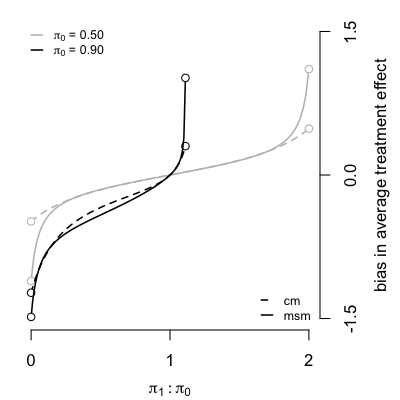 π₀ = 0.50
π₀ = 0.90
1.5
0.0
-1.5
bias in average treatment effect
cm
msm
0 1 2
π₁ : π₀